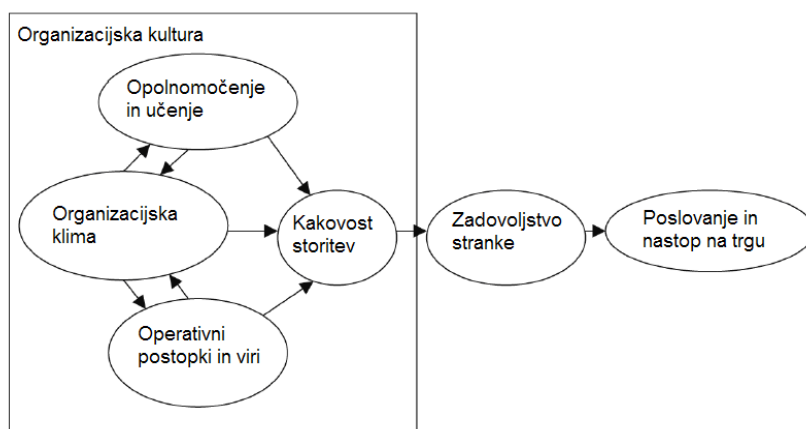 Organizacijska kultura
Opolnomočenje
in učenje
Organizacijska
klima
Kakovost
storitev
Zadovoljstvo
stranke
Poslovanje in
nastop na trgu
Operativni
postopki in viri